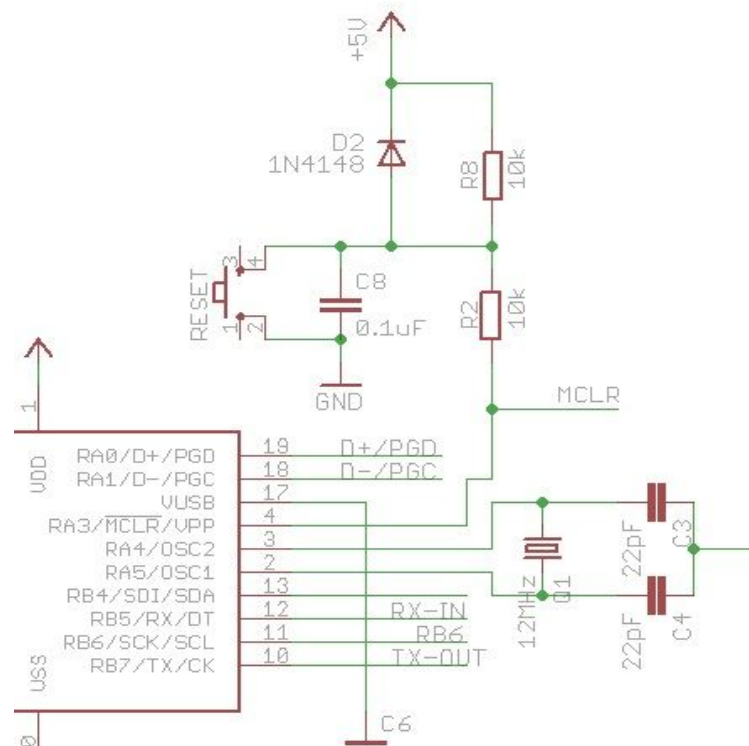 +5V
D2
1N4148
R8
10k
3
4
RESET
1
2
C8
0.1uF
GND
R2
10k
MCLR
1
VDD
VSS
RA0/D+/PGD
19
D+/PGD
RA1/D-/PGC
18
D-/PGC
VUSB
17
RA3/MCLR/VPP
4
RA4/OSC2
3
RA5/OSC1
2
RB4/SDI/SDA
13
RB5/RX/DT
12
RX-IN
RB6/SCK/SCL
11
RB6
RB7/TX/CK
10
TX-OUT
12MHz
Q1
22pF
C3
22pF
C4
C6